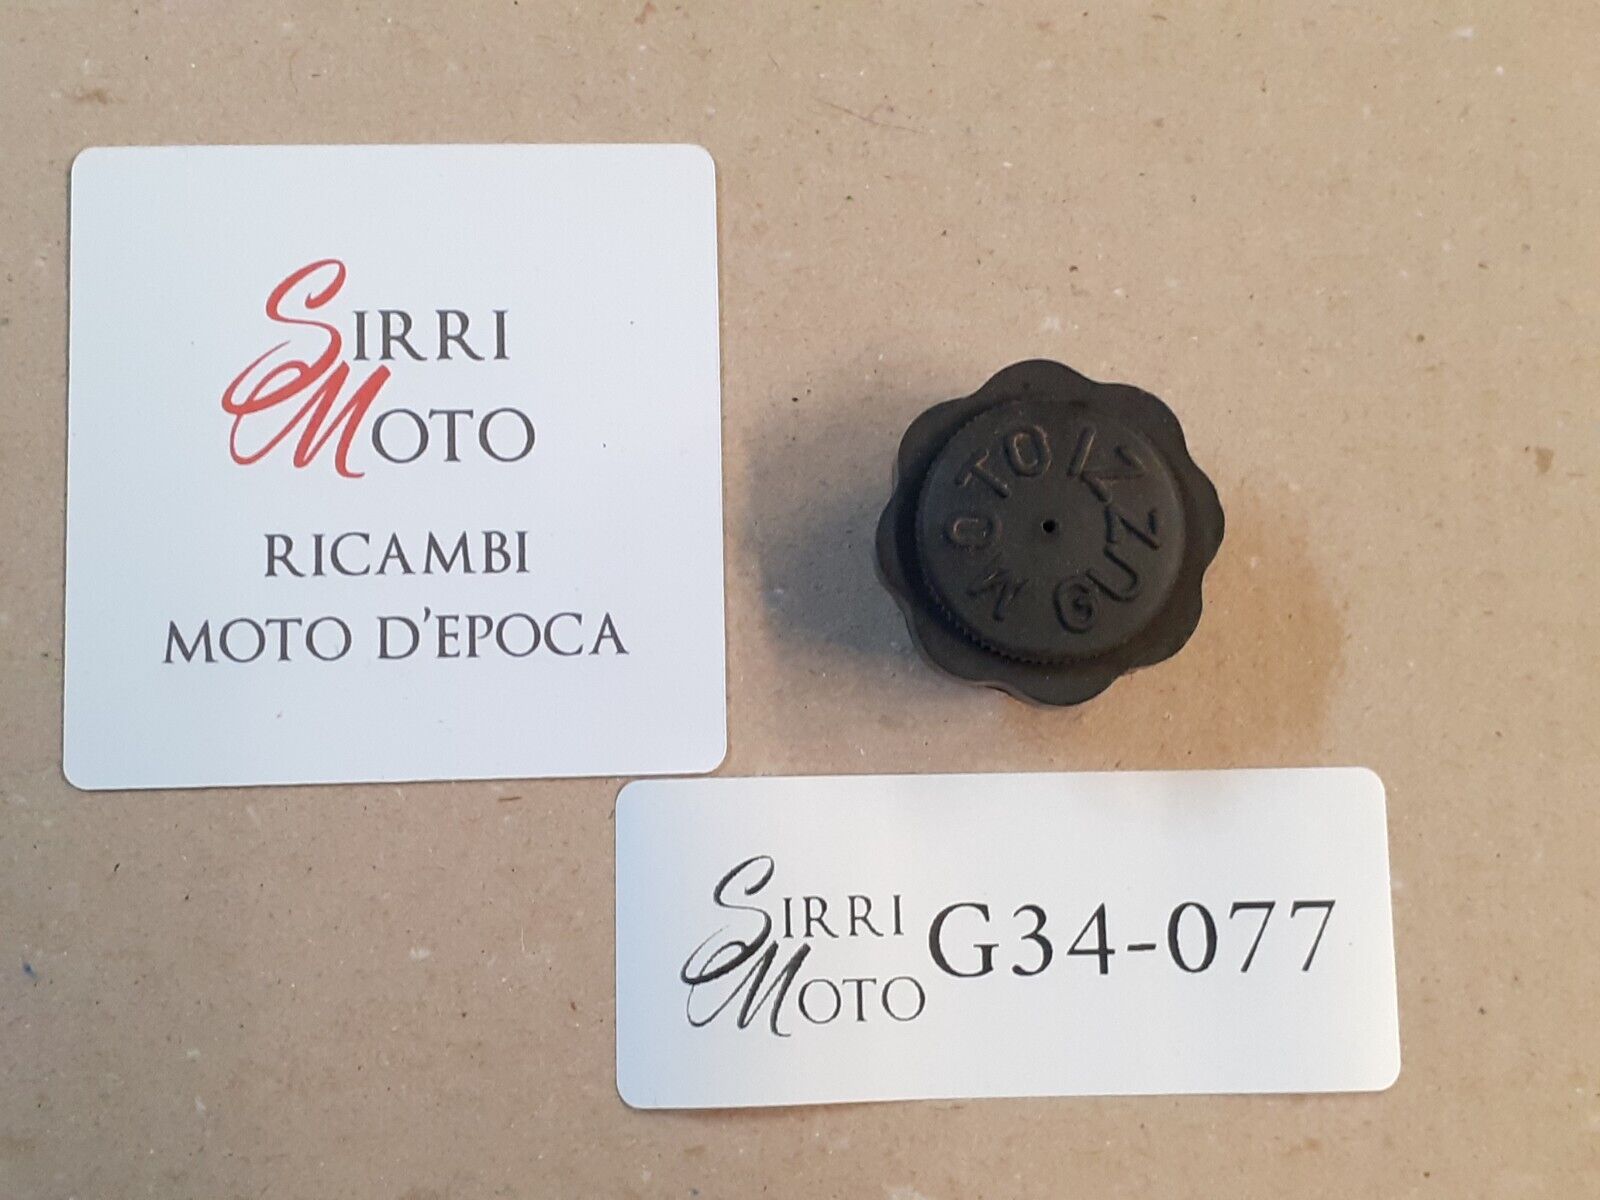 SIRRI
MOTO
RICAMBI
MOTO D'EPOCA
MOTO GUZZI
SIRRI
MOTO
G34-077